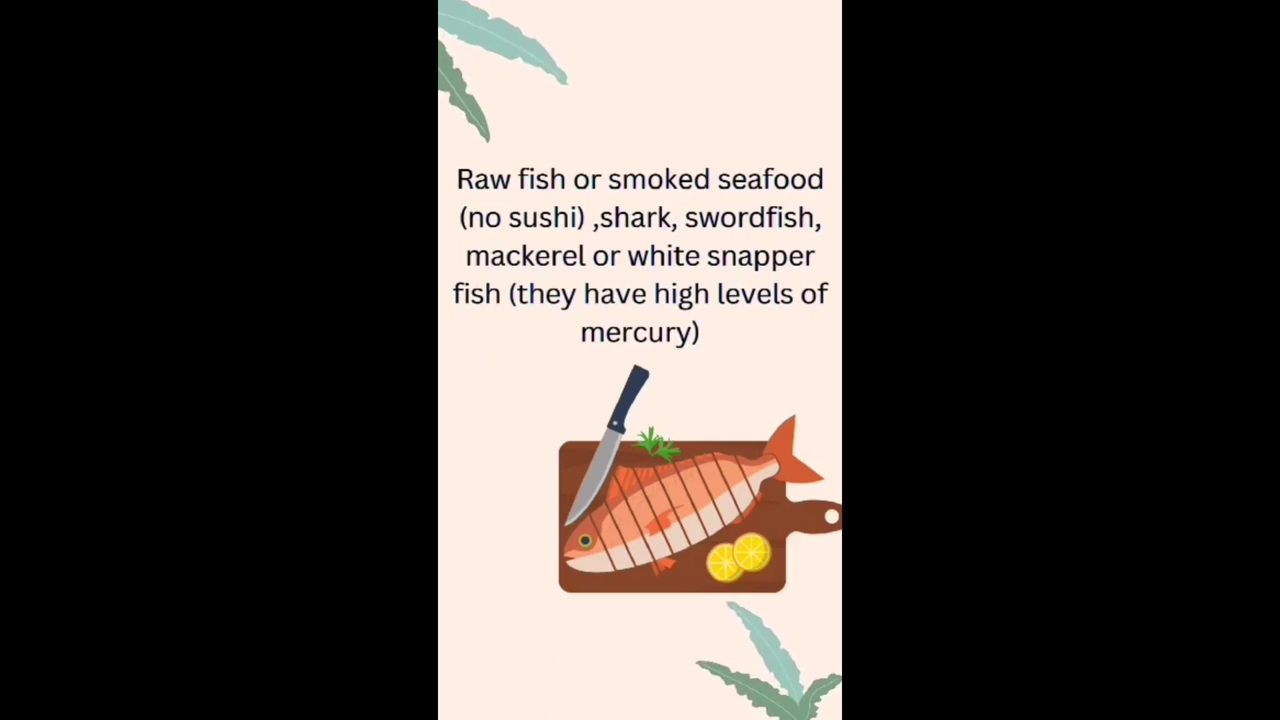 Raw fish or smoked seafood
(no sushi) ,shark, swordfish,
mackerel or white snapper
fish (they have high levels of
mercury)